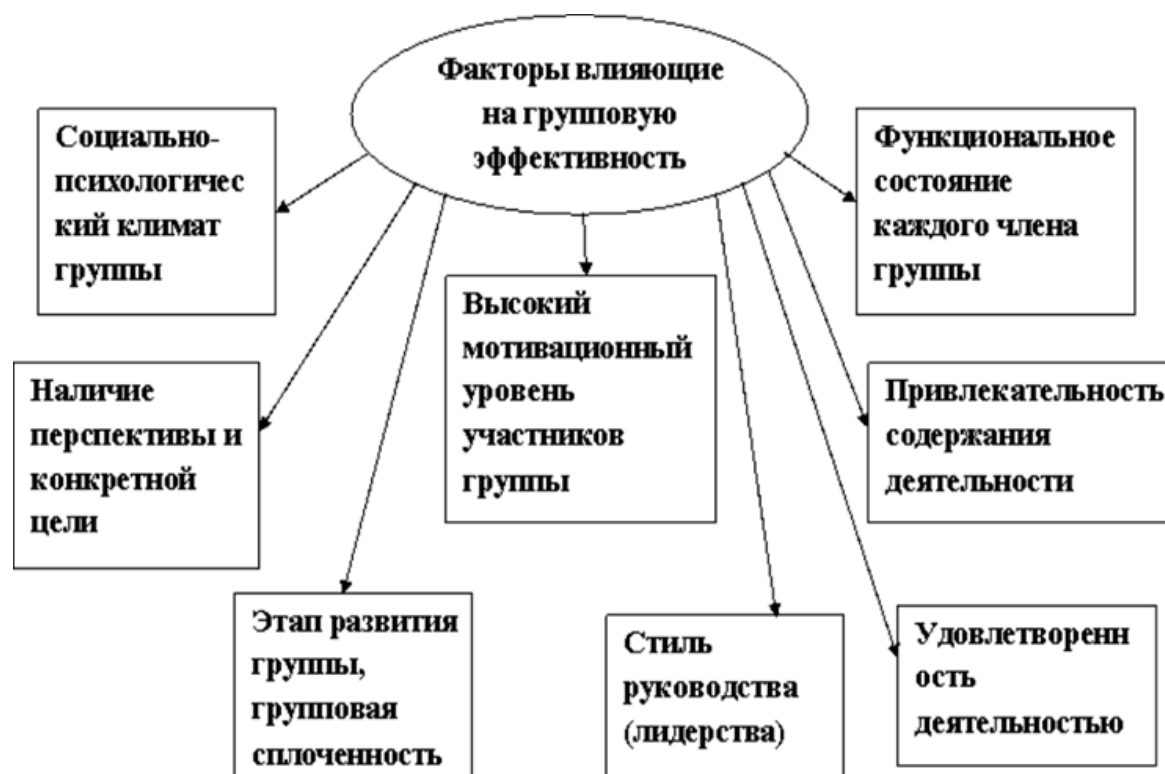 Факторы влияющие
на групповую
эффективность
Социально-
психологичес
кий климат
группы
Функциональное
состояние
каждого члена
группы
Высокий
мотивационный
уровень
участников
группы
Наличие
перспективы и
конкретной
цели
Привлекательность
содержания
деятельности
Этап развития
группы,
групповая
сплоченность
Стиль
руководства
(лидерства)
Удовлетворенн
ость
деятельностью